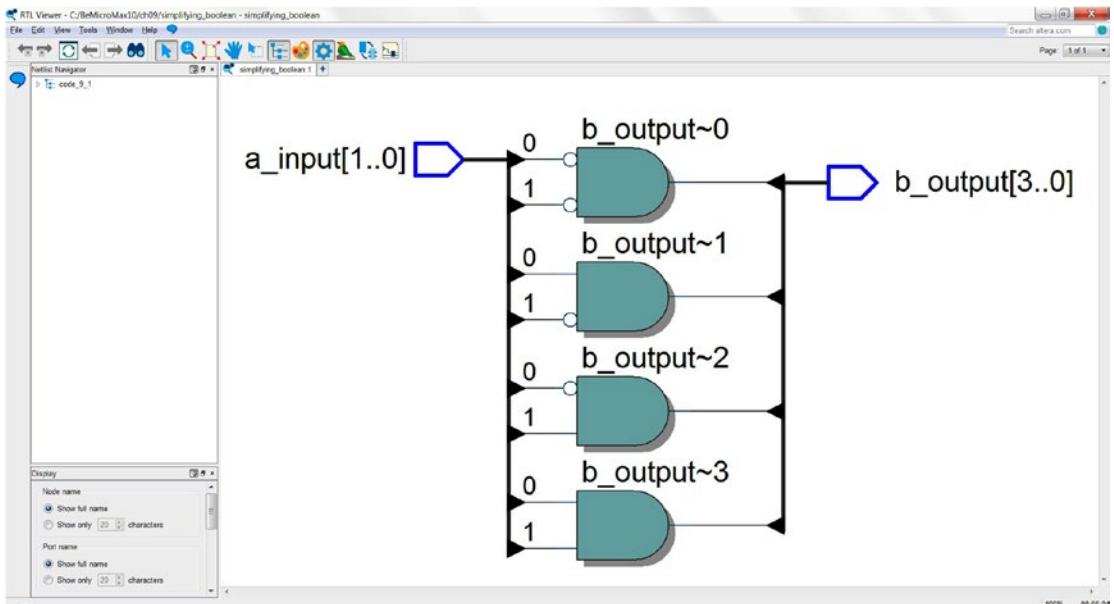 RTL Viewer - C:/BeMicroMax10/ch09/simplifying_boolean - simplifying_boolean
File Edit View Tools Window Help
Search altera.com
Page: 1 of 1
Netlist Navigator
simplifying_boolean:1
code_9_1
b_output~0
0
a_input[1..0]
b_output[3..0]
1
b_output~1
0
1
b_output~2
0
1
b_output~3
0
1
Display
Node name
Show full name
Show only 20 characters
Port name
Show full name
Show only 20 characters
100%